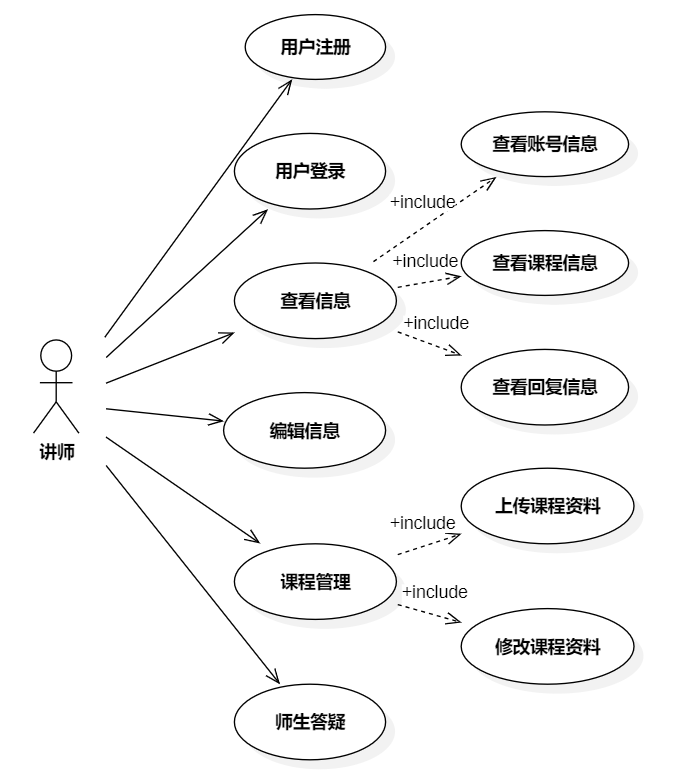 用户注册
查看账号信息
用户登录
+include
+include
查看课程信息
查看信息
+include
查看回复信息
讲师
编辑信息
上传课程资料
+include
课程管理
+include
修改课程资料
师生答疑